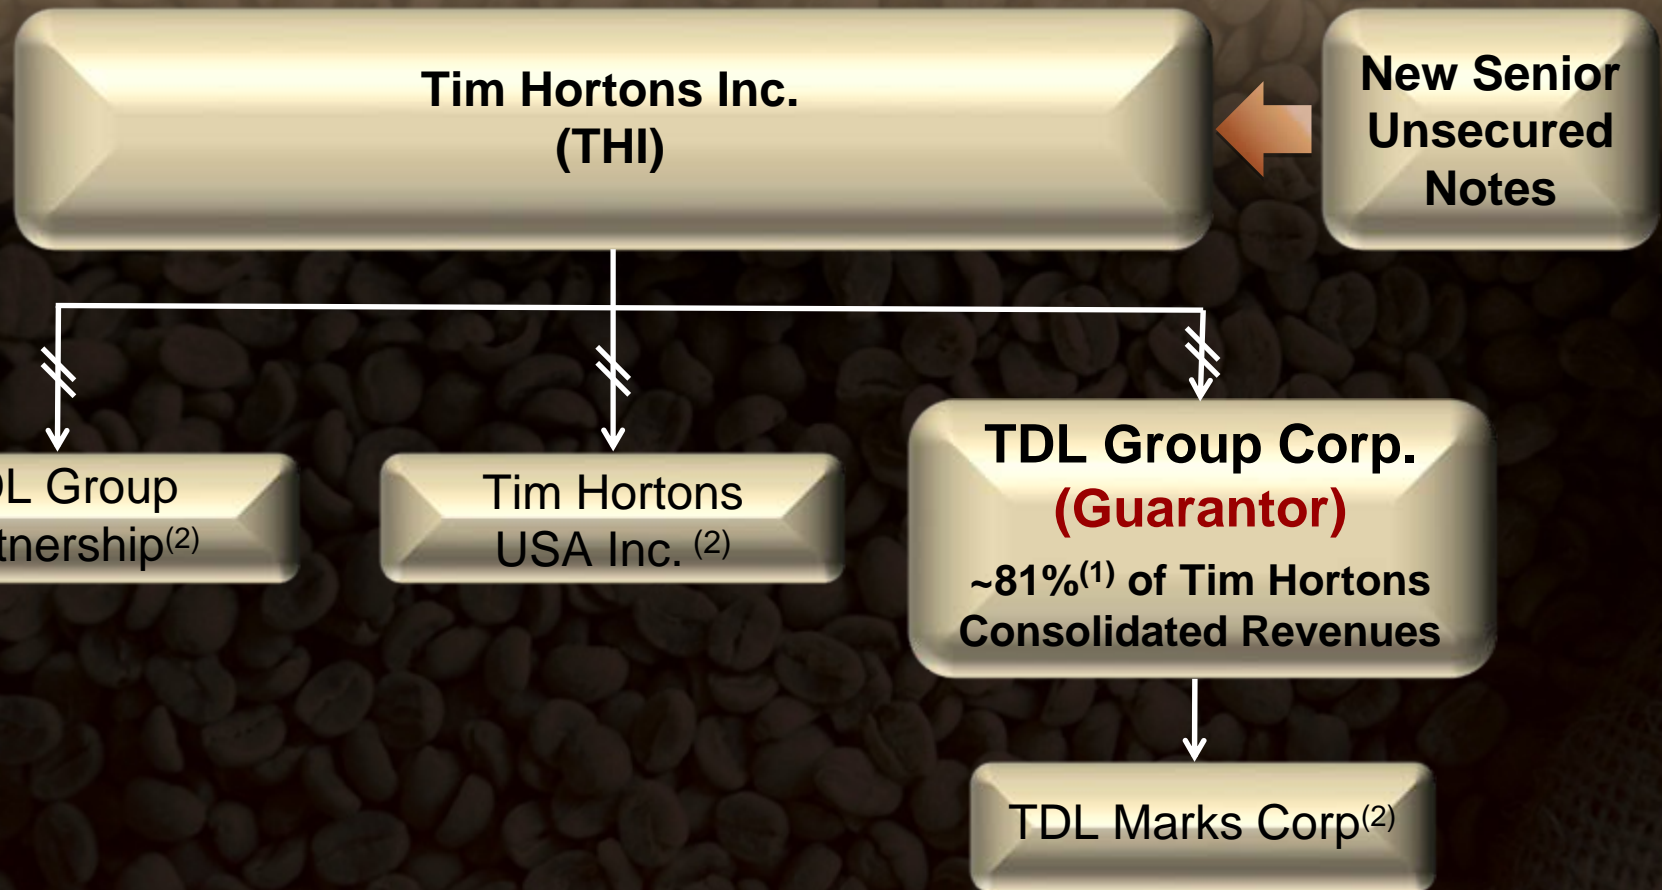 Tim Hortons Inc.
(THI)
New Senior
Unsecured
Notes
L Group
tnership(2)
Tim Hortons
USA Inc. (2)
TDL Group Corp.
(Guarantor)
~81%(1) of Tim Hortons
Consolidated Revenues
TDL Marks Corp(2)